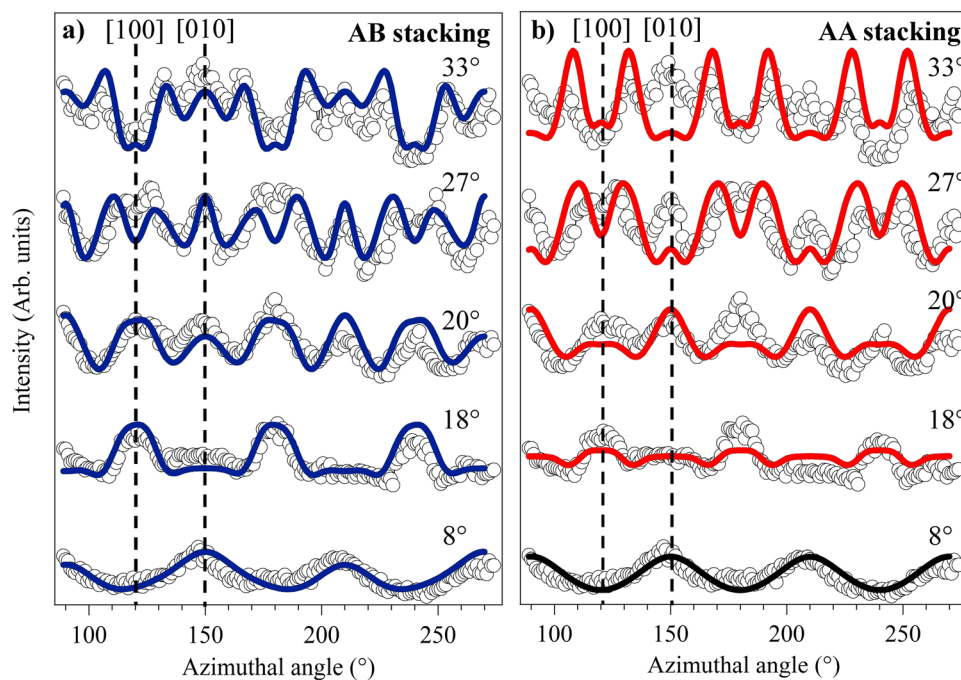 a) [100] [010] AB stacking
33°
27°
20°
18°
8°
100 150 200 250
Azimuthal angle (°)
Intensity (Arb. units)
b) [100] [010] AA stacking
33°
27°
20°
18°
8°
100 150 200 250
Azimuthal angle (°)